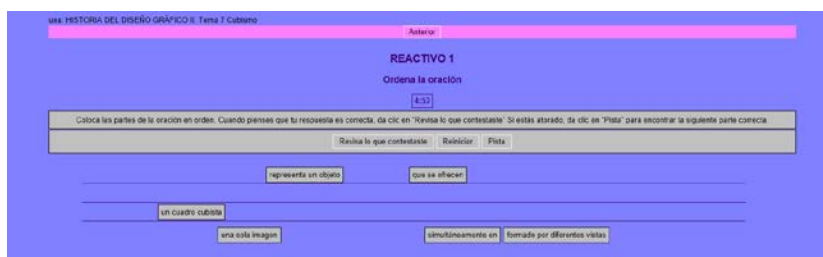 uea HISTORIA DEL DISEÑO GRÁFICO II. Tema 7 Cubismo
Anterior
REACTIVO 1
Ordena la oración
4:53
Coloca las partes de la oración en orden. Cuando pienses que tu respuesta es correcta, da clic en "Revisa lo que contestaste" Si estás atorado, da clic en "Pista" para encontrar la siguiente parte correcta
Revisa lo que contestaste Reiniciar Pista
representa un objeto que se ofrecen
un cuadro cubista
una sola imagen simultáneamente en formado por diferentes vistas